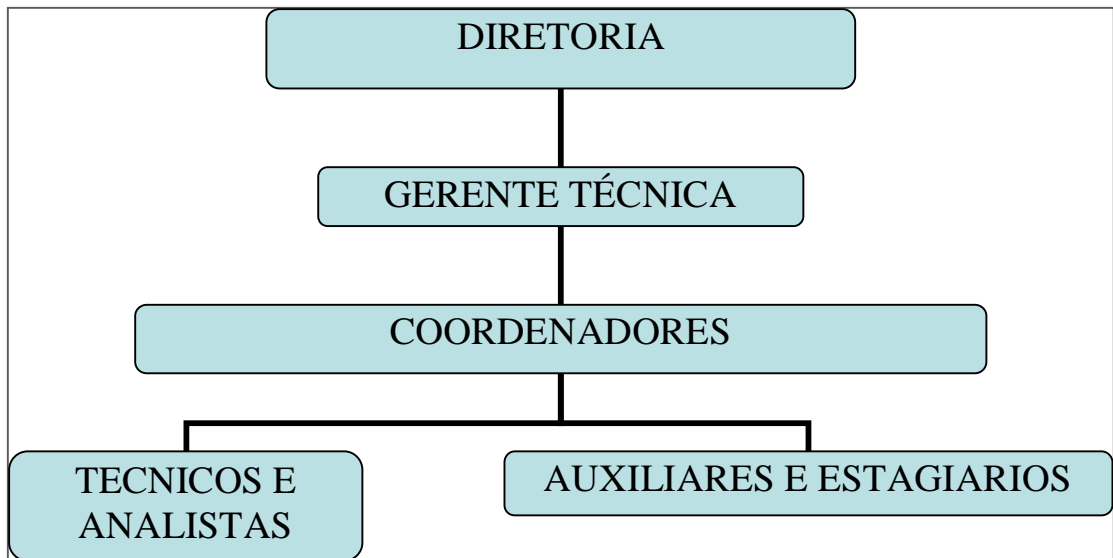 DIRETORIA
GERENTE TÉCNICA
COORDENADORES
TECNICOS E
ANALISTAS
AUXILIARES E ESTAGIARIOS